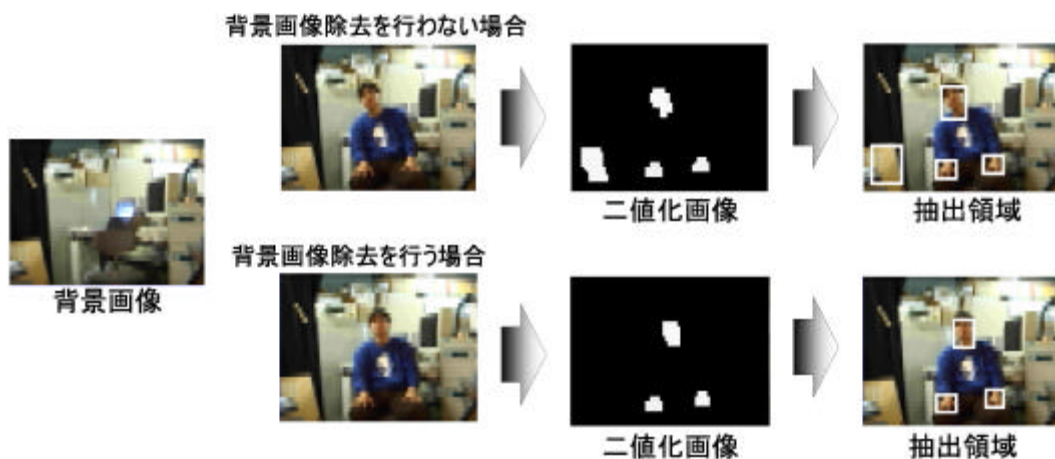 背景画像除去を行わない場合
二値化画像
抽出領域
背景画像
背景画像除去を行う場合
二値化画像
抽出領域